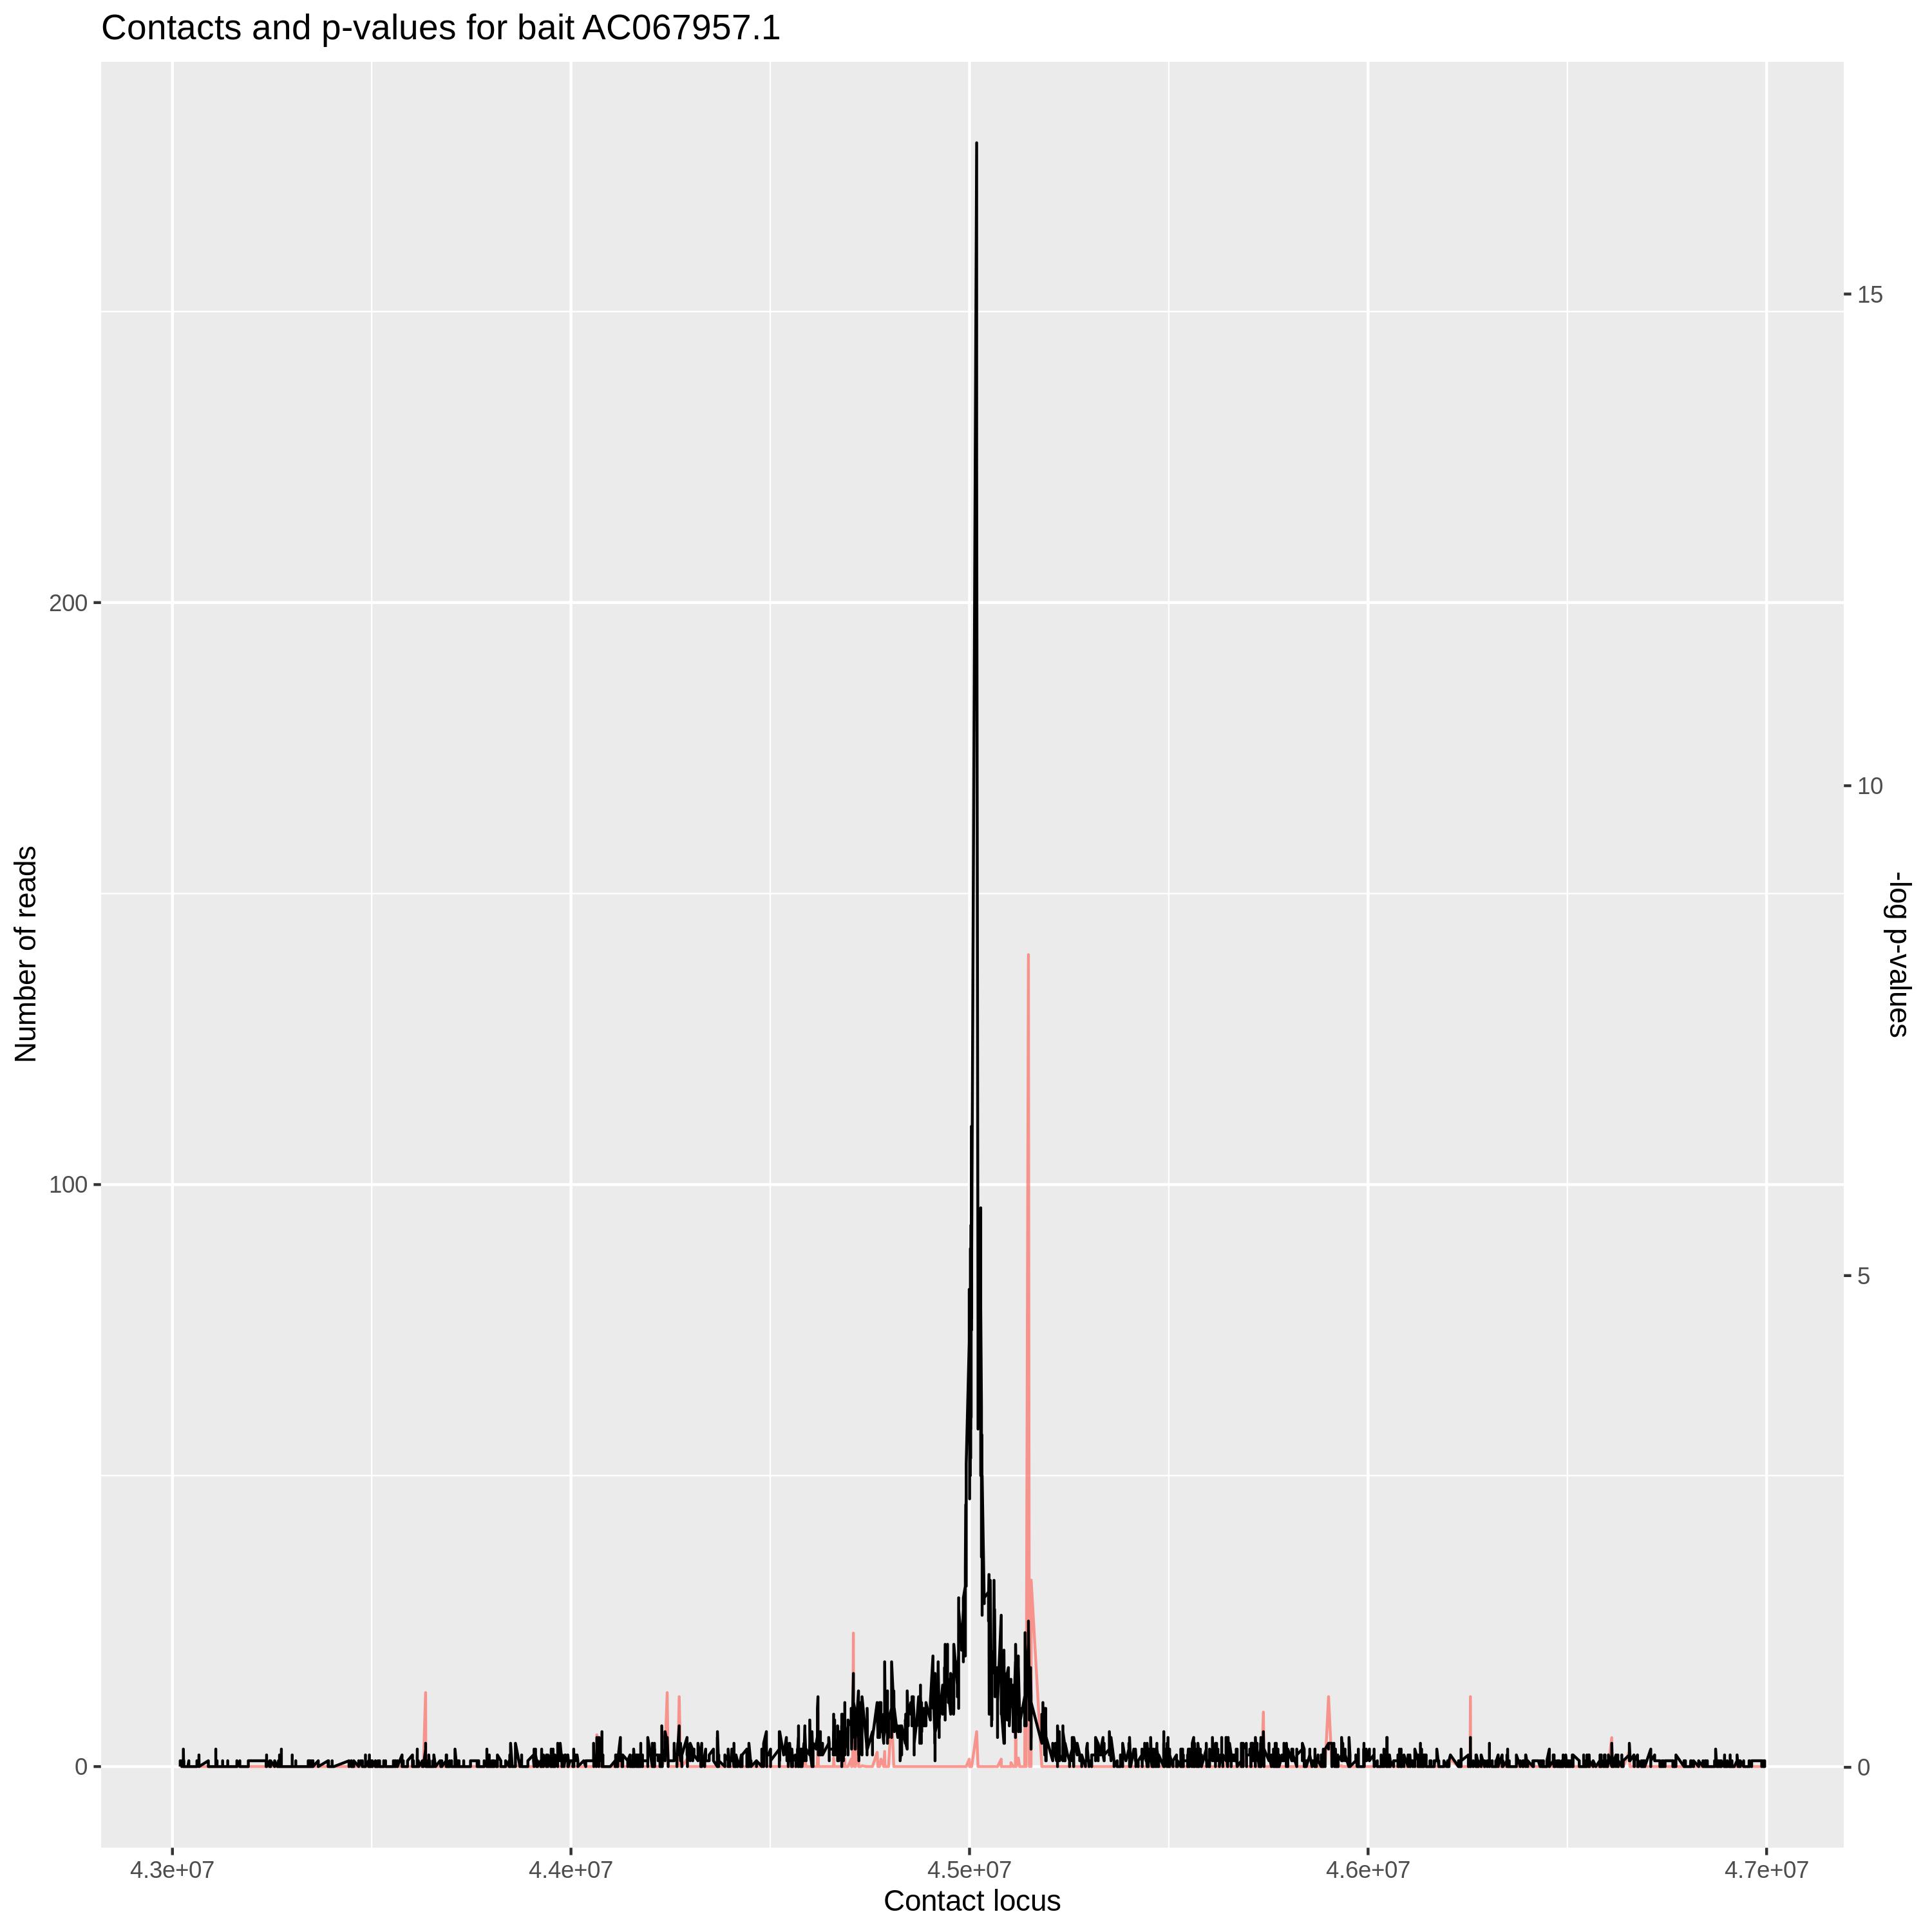 Contacts and p-values for bait AC067957.1
Number of reads
200
100
0
15
10
5
0
-log p-values
4.3e+07
4.4e+07
4.5e+07
4.6e+07
4.7e+07
Contact locus